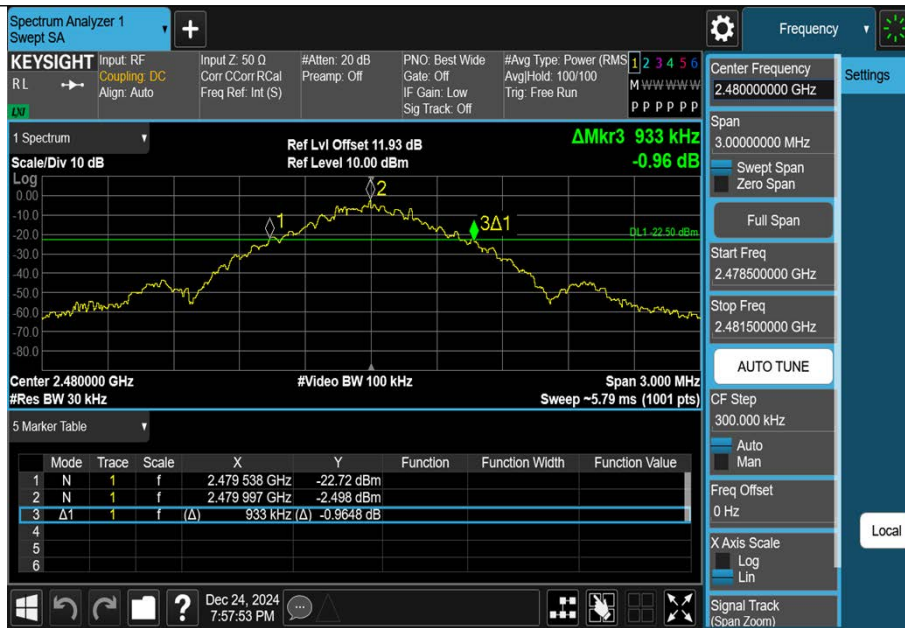 Spectrum Analyzer 1
Swept SA
+
Frequency
KEYSIGHT
RL
LXI
Input: RF
Coupling: DC
Align: Auto
Input Z: 50 Ω
Corr CCorr RCal
Freq Ref: Int (S)
#Atten: 20 dB
Preamp: Off
PNO: Best Wide
Gate: Off
IF Gain: Low
Sig Track: Off
#Avg Type: Power (RMS
Avg|Hold: 100/100
Trig: Free Run
1 2 3 4 5 6
M W W W W W
P P P P P P
1 Spectrum
Scale/Div 10 dB
Ref Lvl Offset 11.93 dB
Ref Level 10.00 dBm
ΔMkr3 933 kHz
-0.96 dB
Log
0.00
-10.0
-20.0
-30.0
-40.0
-50.0
-60.0
-70.0
-80.0
1
2
3Δ1
DL1 -22.50 dBm
Center 2.480000 GHz
#Res BW 30 kHz
#Video BW 100 kHz
Span 3.000 MHz
Sweep ~5.79 ms (1001 pts)
5 Marker Table
Mode Trace Scale X Y Function Function Width Function Value
1 N 1 f 2.479 538 GHz -22.72 dBm
2 N 1 f 2.479 997 GHz -2.498 dBm
3 Δ1 1 f (Δ) 933 kHz (Δ) -0.9648 dB
4
5
6
Dec 24, 2024
7:57:53 PM
?
Center Frequency
2.480000000 GHz
Settings
Span
3.00000000 MHz
Swept Span
Zero Span
Full Span
Start Freq
2.478500000 GHz
Stop Freq
2.481500000 GHz
AUTO TUNE
CF Step
300.000 kHz
Auto
Man
Freq Offset
0 Hz
Local
X Axis Scale
Log
Lin
Signal Track
(Span Zoom)